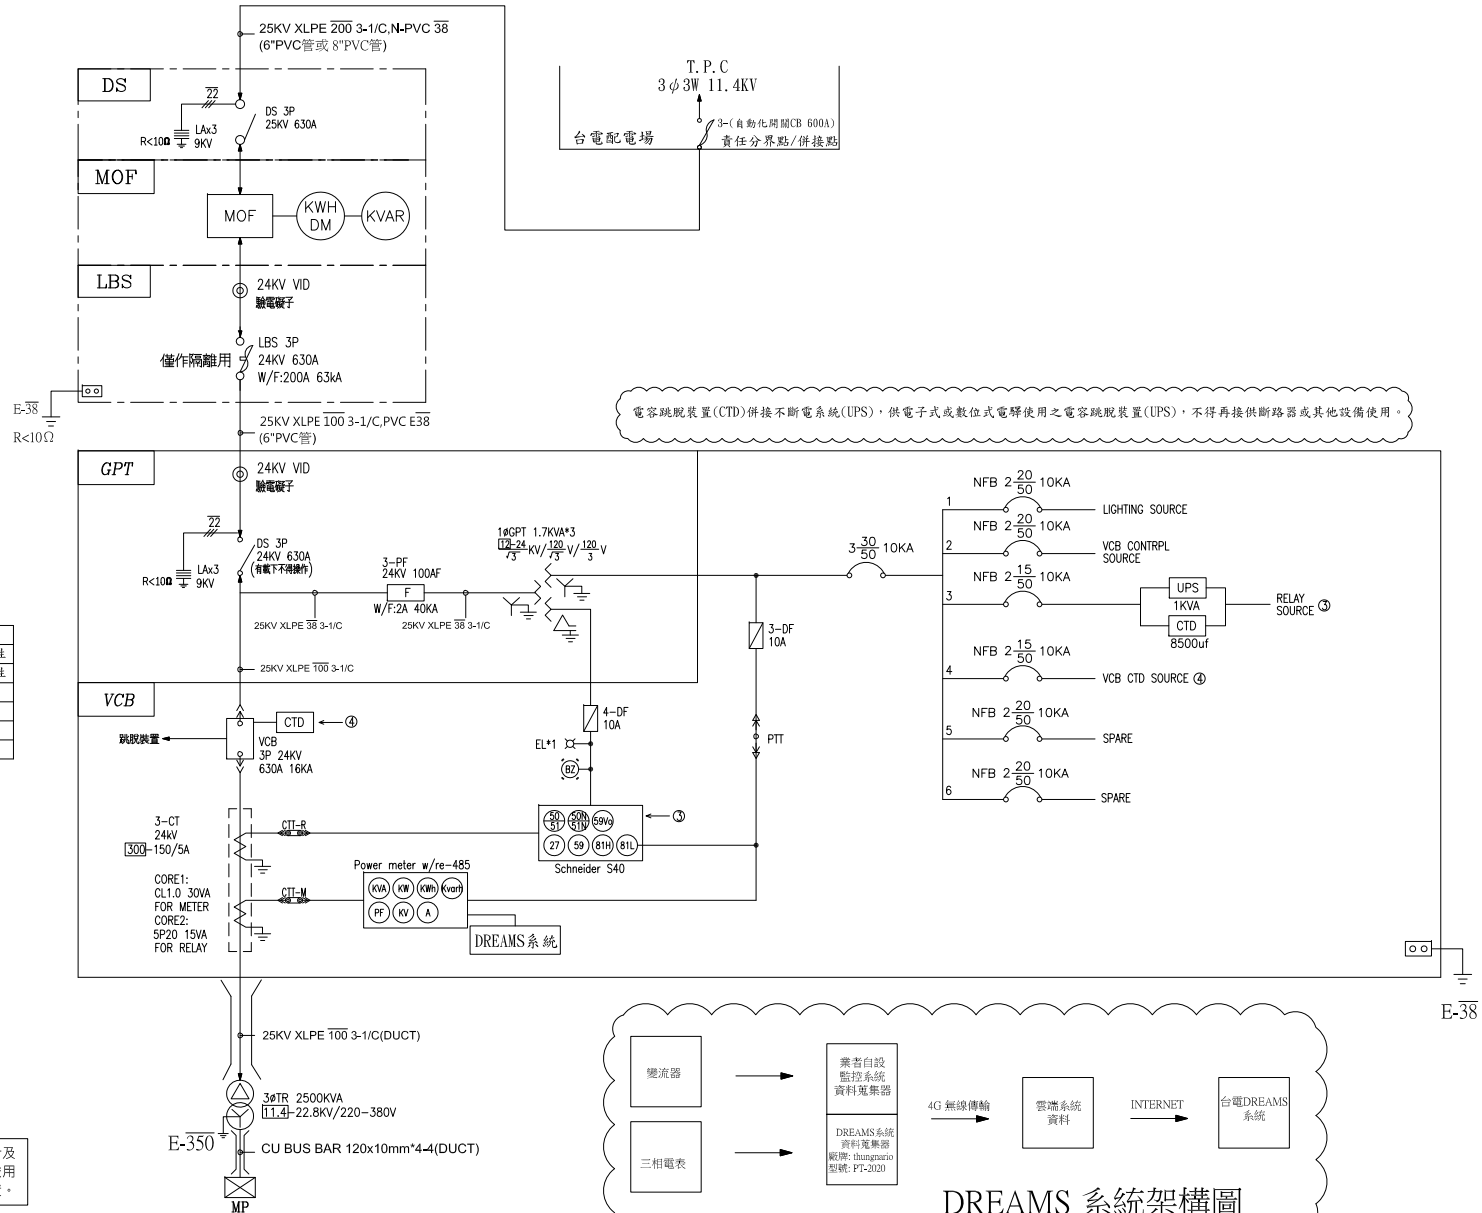 25KV XLPE 200 3-1/C,N-PVC 38
(6"PVC管或 8"PVC管)
DS
22
DS 3P
25KV 630A
LAx3
9KV
R<10Ω
T.P.C
3φ3W 11.4KV
3-(自動化開關CB 600A)
台電配電場
責任分界點/併接點
MOF
MOF
KWH
DM
KVAR
LBS
24KV VID
驗電礙子
LBS 3P
24KV 630A
W/F:200A 63kA
僅作隔離用
E-38
R<10Ω
25KV XLPE 100 3-1/C,PVC E38
(6"PVC管)
電容跳脫裝置(CTD)併接不斷電系統(UPS)，供電子式或數位式電驛使用之電容跳脫裝置(UPS)，不得再接供斷路器或其他設備使用。
GPT
24KV VID
驗電礙子
22
DS 3P
24KV 630A
(有載下不得操作)
LAx3
9KV
R<10Ω
3-PF
24KV 100AF
F
W/F:2A 40KA
25KV XLPE 38 3-1/C
25KV XLPE 38 3-1/C
1øGPT 1.7KVA*3
12-24/√3 KV/120/√3 V/120/3 V
25KV XLPE 100 3-1/C
3-DF
10A
3 30/50 10KA
1
NFB 2 20/50 10KA
LIGHTING SOURCE
2
NFB 2 20/50 10KA
VCB CONTRPL
SOURCE
3
NFB 2 15/50 10KA
UPS
1KVA
CTD
8500uf
RELAY
SOURCE ③
4
NFB 2 15/50 10KA
VCB CTD SOURCE ④
5
NFB 2 20/50 10KA
SPARE
6
NFB 2 20/50 10KA
SPARE
VCB
CTD
④
跳脫裝置
VCB
3P 24KV
630A 16KA
4-DF
10A
EL*1
BZ
PTT
3-CT
24kV
300-150/5A
CORE1:
CL1.0 30VA
FOR METER
CORE2:
5P20 15VA
FOR RELAY
CTT-R
CTT-M
50
51
50N
51N
59Vo
27
59
81H
81L
Schneider S40
③
Power meter w/re-485
KVA
KW
KWh
Kvarh
PF
KV
A
DREAMS系統
E-38
25KV XLPE 100 3-1/C(DUCT)
3øTR 2500KVA
11.4-22.8KV/220-380V
E-350
CU BUS BAR 120x10mm*4-4(DUCT)
MP
變流器
三相電表
業者自設
監控系統
資料蒐集器
DREAMS系統
資料蒐集器
廠牌: thungnario
型號: PT-2020
4G 無線傳輸
雲端系統
資料
INTERNET
台電DREAMS
系統
DREAMS 系統架構圖
及
用